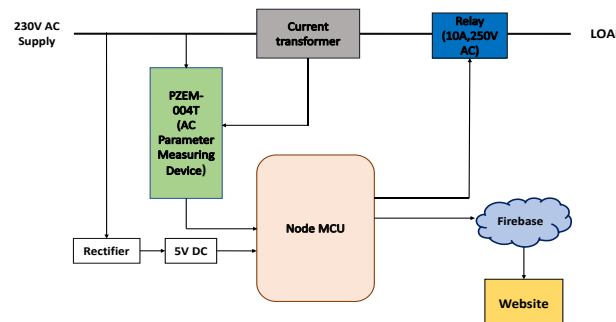 230V AC
Supply
Current
transformer
Relay
(10A,250V
AC)
LOA
PZEM-
004T
(AC
Parameter
Measuring
Device)
Node MCU
Firebase
Rectifier
5V DC
Website